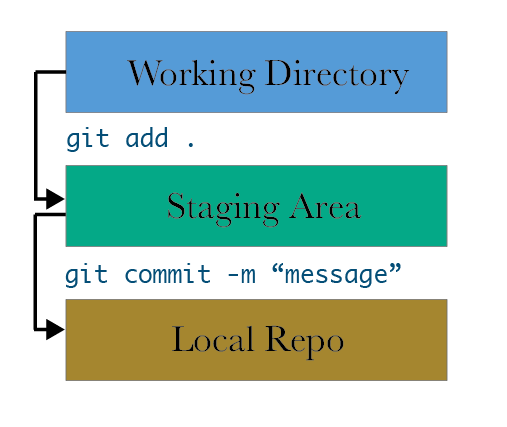 Working Directory
git add .
Staging Area
git commit -m “message”
Local Repo